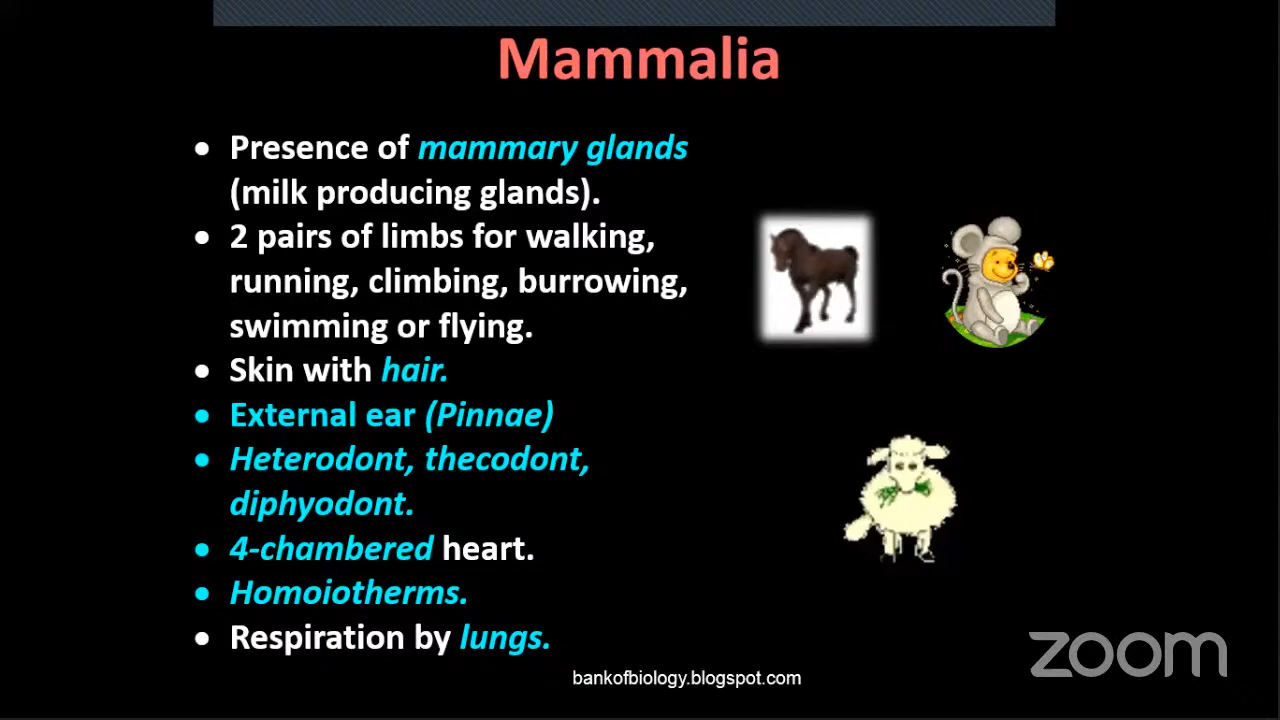 Mammalia
• Presence of mammary glands
(milk producing glands).
• 2 pairs of limbs for walking,
running, climbing, burrowing,
swimming or flying.
• Skin with hair.
• External ear (Pinnae)
• Heterodont, thecodont,
diphyodont.
• 4-chambered heart.
• Homoiotherms.
• Respiration by lungs.
bankofbiology.blogspot.com
zoom